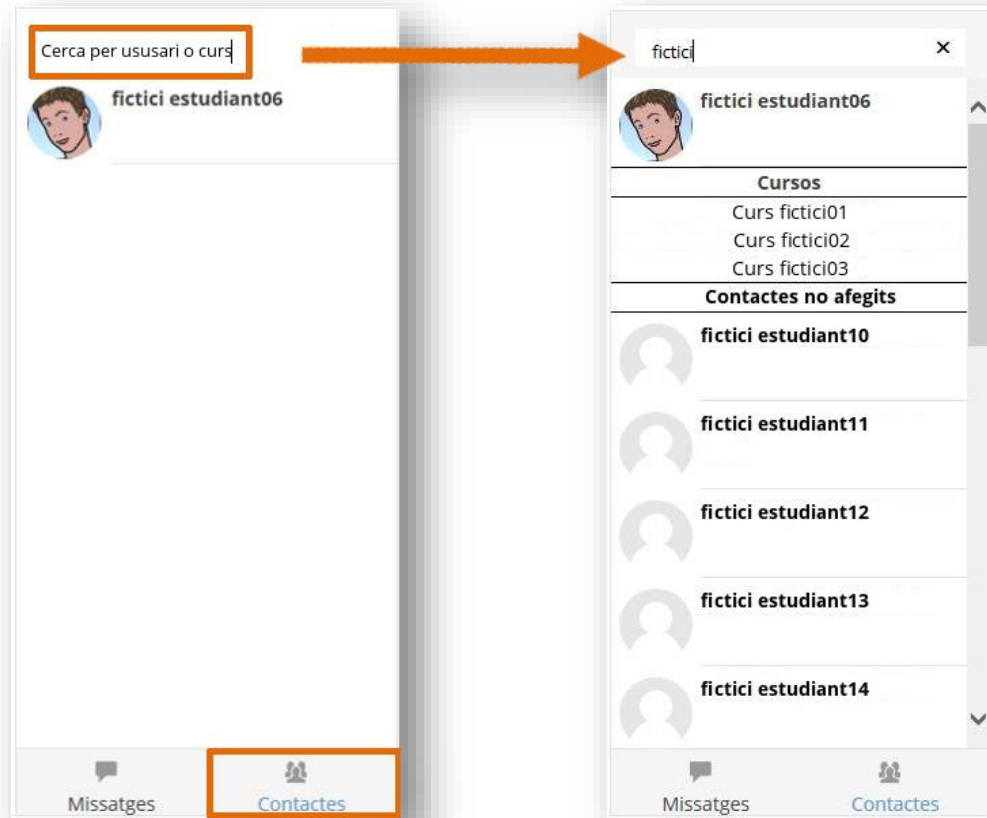 Cerca per ususari o curs
fictici estudiant06
Missatges
Contactes
fictici
fictici estudiant06
Cursos
Curs fictici01
Curs fictici02
Curs fictici03
Contactes no afegits
fictici estudiant10
fictici estudiant11
fictici estudiant12
fictici estudiant13
fictici estudiant14
Missatges
Contactes